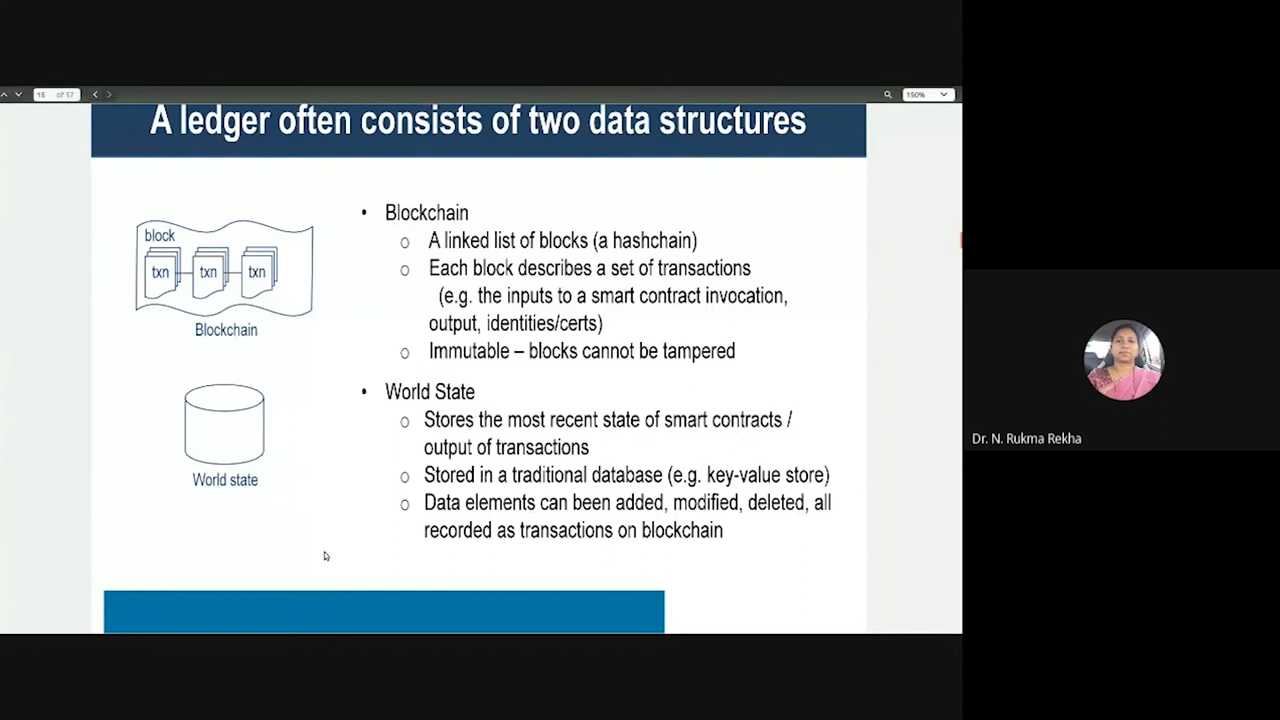 15 of 57
150%
A ledger often consists of two data structures
block
txn txn txn
Blockchain
World state
• Blockchain
o A linked list of blocks (a hashchain)
o Each block describes a set of transactions
(e.g. the inputs to a smart contract invocation,
output, identities/certs)
o Immutable – blocks cannot be tampered
• World State
o Stores the most recent state of smart contracts /
output of transactions
o Stored in a traditional database (e.g. key-value store)
o Data elements can been added, modified, deleted, all
recorded as transactions on blockchain
Dr. N. Rukma Rekha